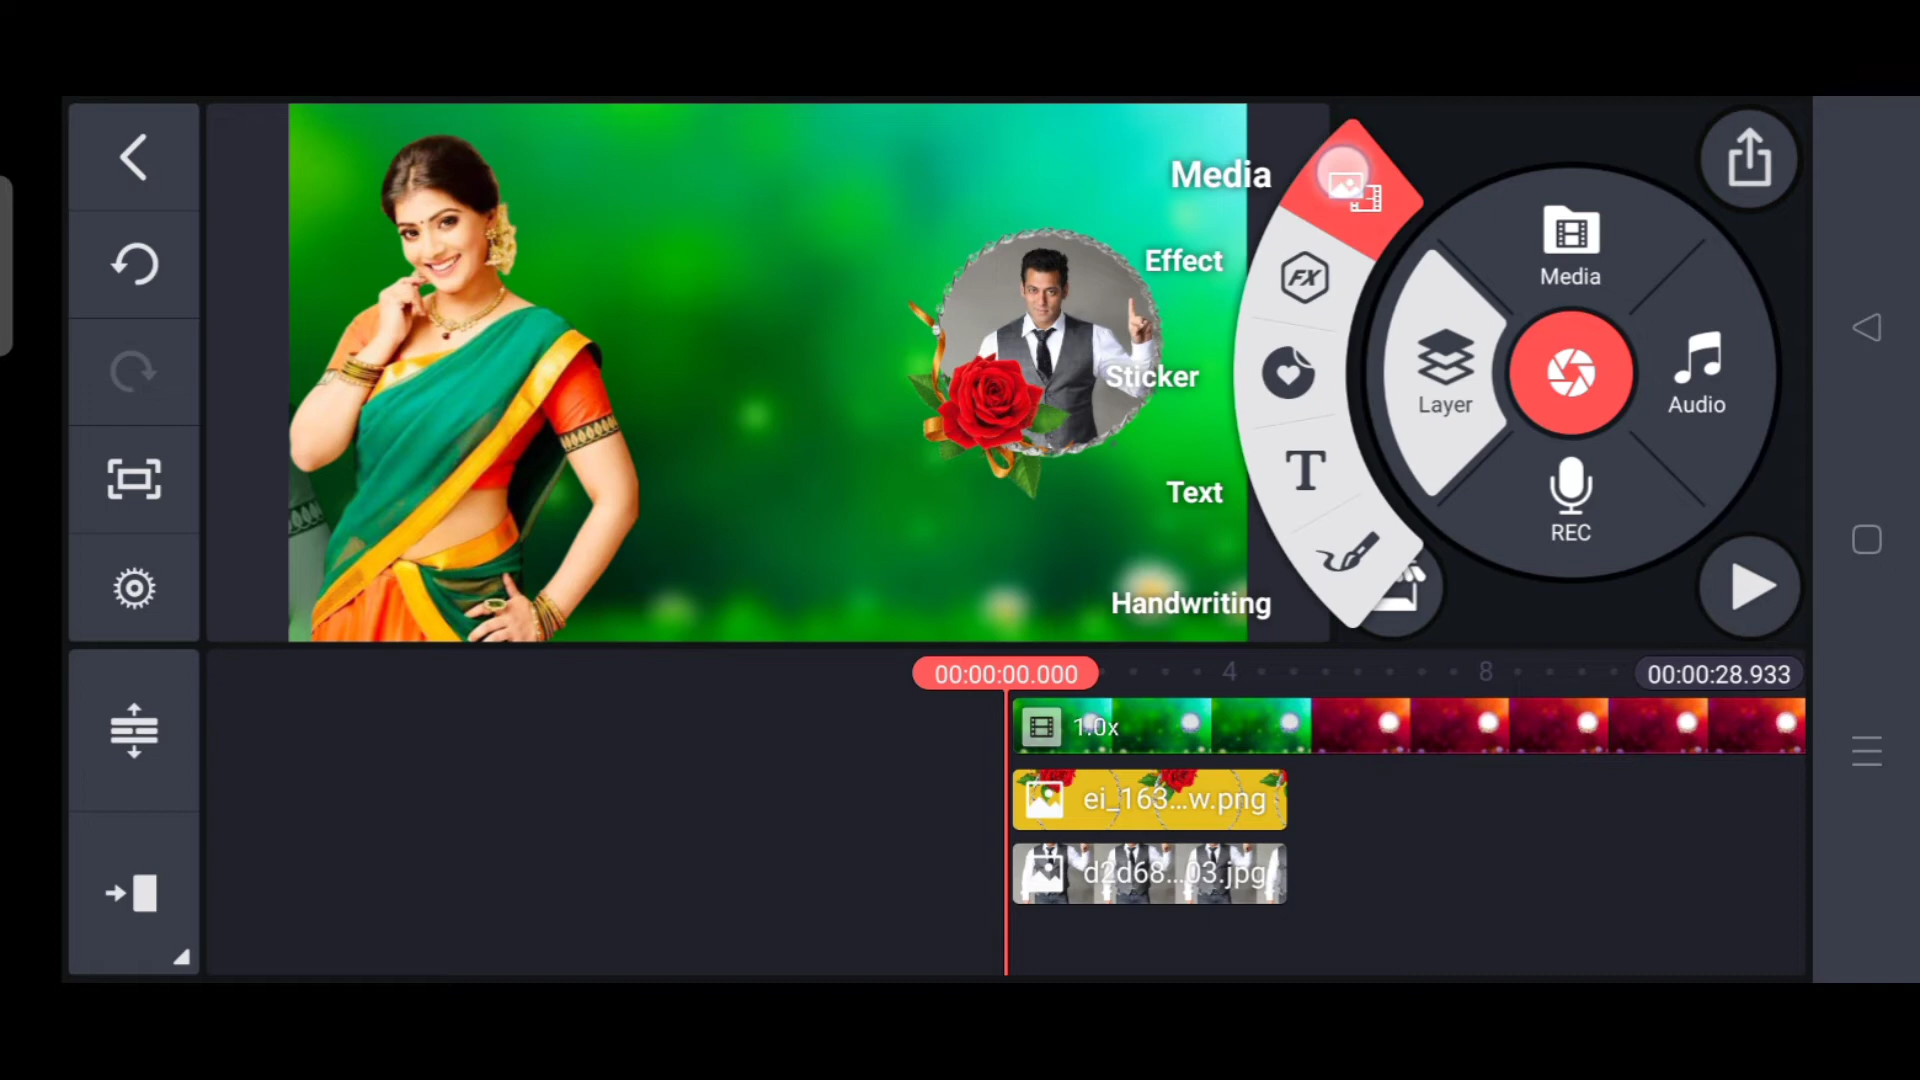 Media
Effect
Sticker
Text
Handwriting
FX
T
Media
Layer
Audio
REC
00:00:00.000
4
8
00:00:28.933
1.0x
ei_163...w.png
d2d68...03.jpg